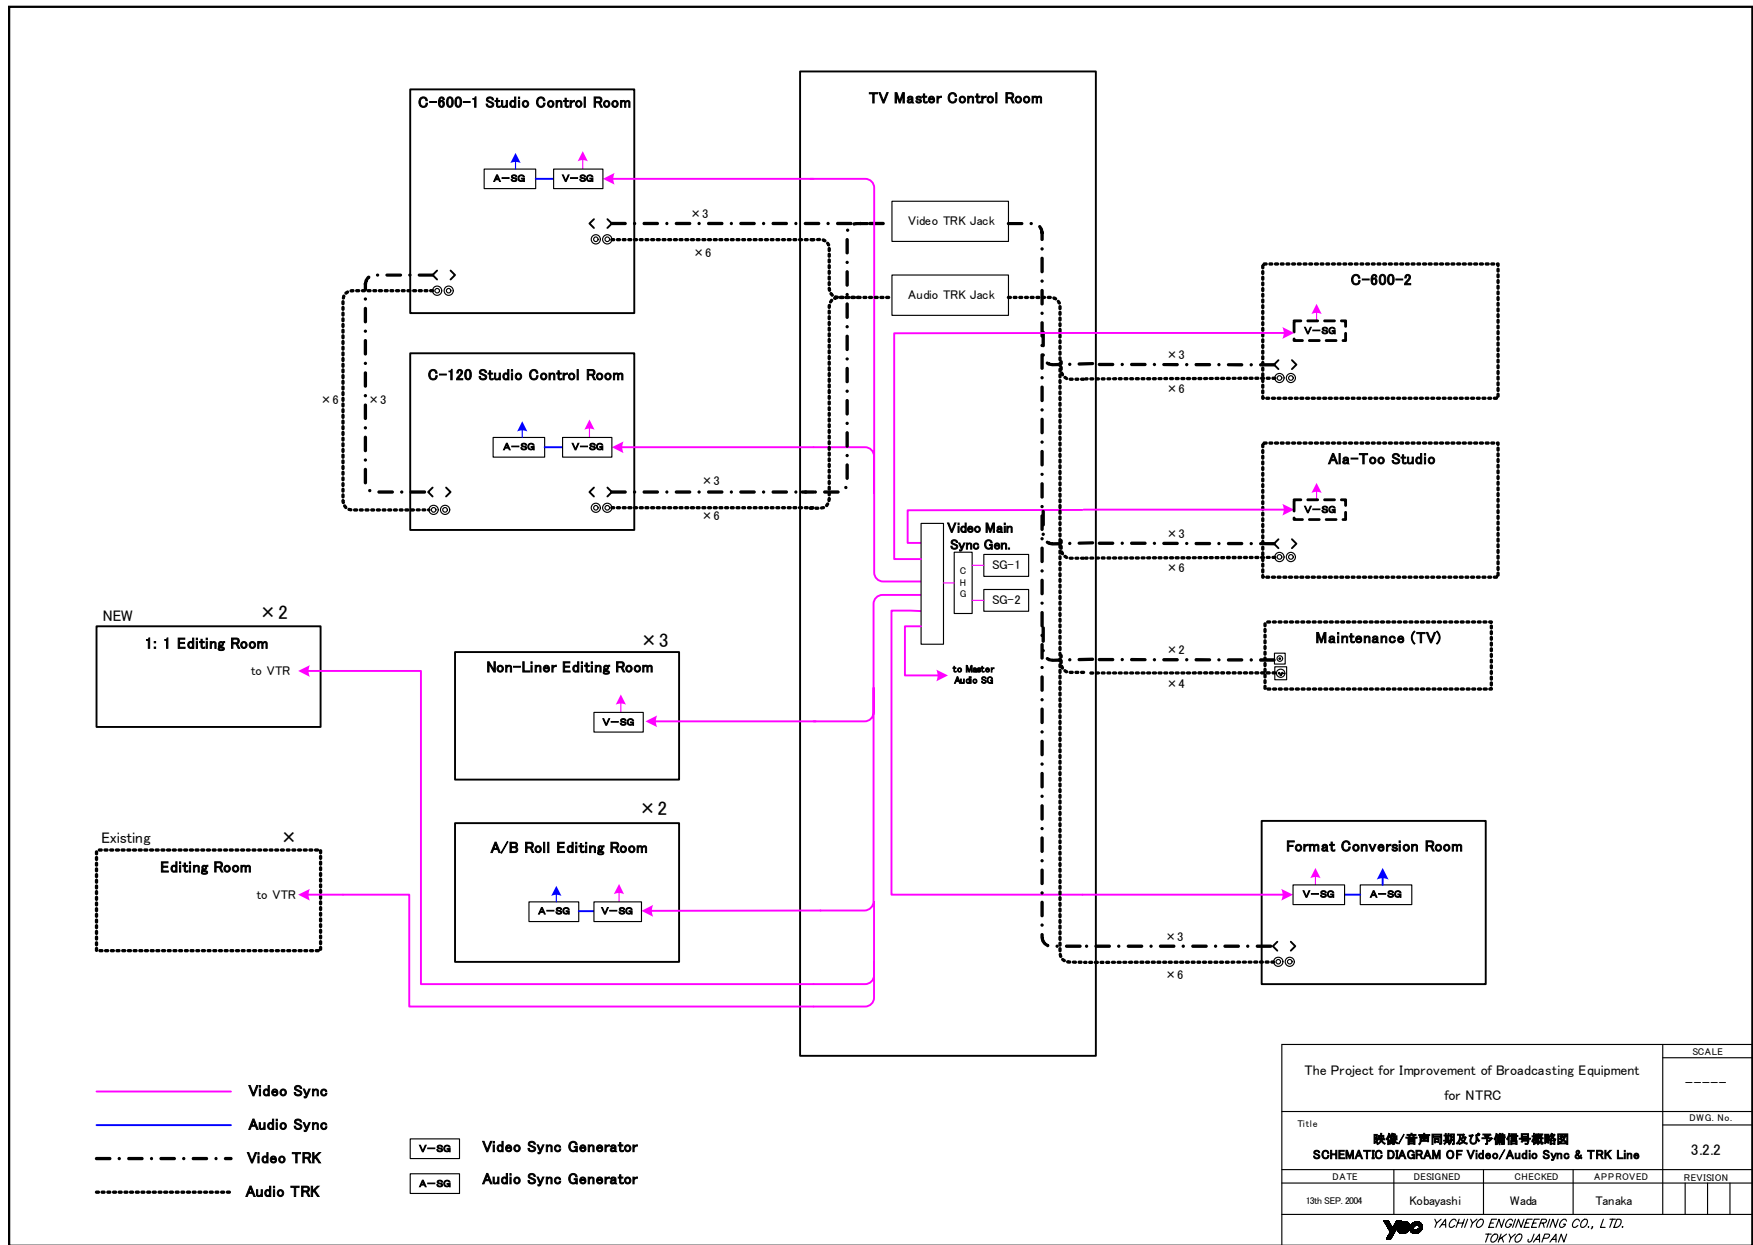 C-600-1 Studio Control Room
A-SG
V-SG
×3
×6
TV Master Control Room
Video TRK Jack
Audio TRK Jack
C-600-2
V-SG
×3
×6
C-120 Studio Control Room
×6
×3
A-SG
V-SG
×3
×6
Ala-Too Studio
V-SG
×3
×6
Video Main
Sync Gen.
C
H
G
SG-1
SG-2
to Master
Audio SG
Maintenance (TV)
×2
×4
NEW
×2
1: 1 Editing Room
to VTR
×3
Non-Liner Editing Room
V-SG
×2
A/B Roll Editing Room
A-SG
V-SG
Existing
×
Editing Room
to VTR
Format Conversion Room
V-SG
A-SG
×3
×6
Video Sync
Audio Sync
Video TRK
Audio TRK
V-SG
Video Sync Generator
A-SG
Audio Sync Generator
The Project for Improvement of Broadcasting Equipment
for NTRC
SCALE
-----
Title
映像/音声同期及び予備信号概略図
SCHEMATIC DIAGRAM OF Video/Audio Sync & TRK Line
DWG. No.
3.2.2
DATE
DESIGNED
CHECKED
APPROVED
REVISION
13th SEP. 2004
Kobayashi
Wada
Tanaka
yeo YACHIYO ENGINEERING CO., LTD.
TOKYO JAPAN